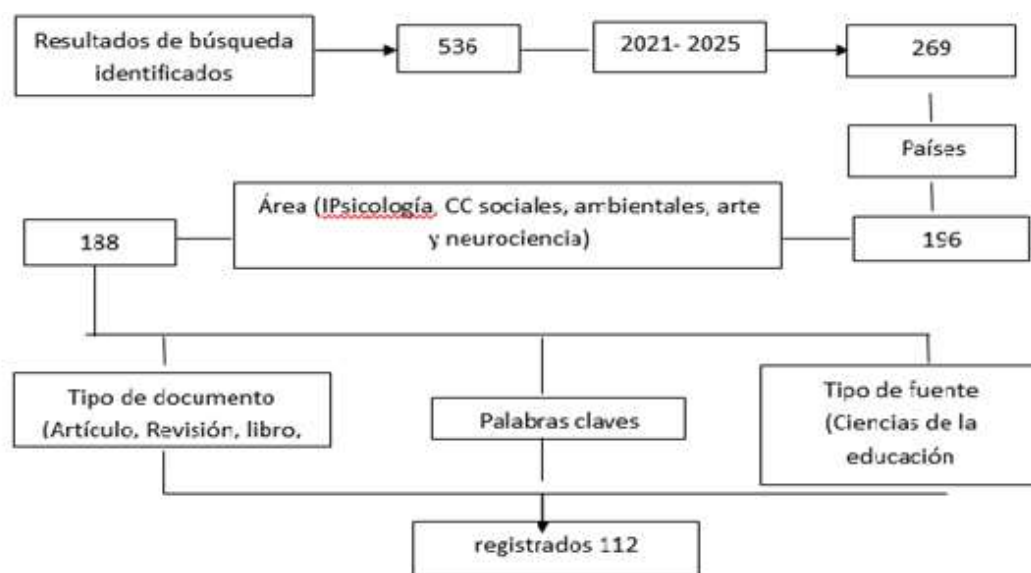 Resultados de búsqueda
identificados
536
2021- 2025
269
Países
Área (IPsicología, CC sociales, ambientales, arte
y neurociencia)
188
196
Tipo de documento
(Artículo, Revisión, libro,
Palabras claves
Tipo de fuente
(Ciencias de la
educación
registrados 112